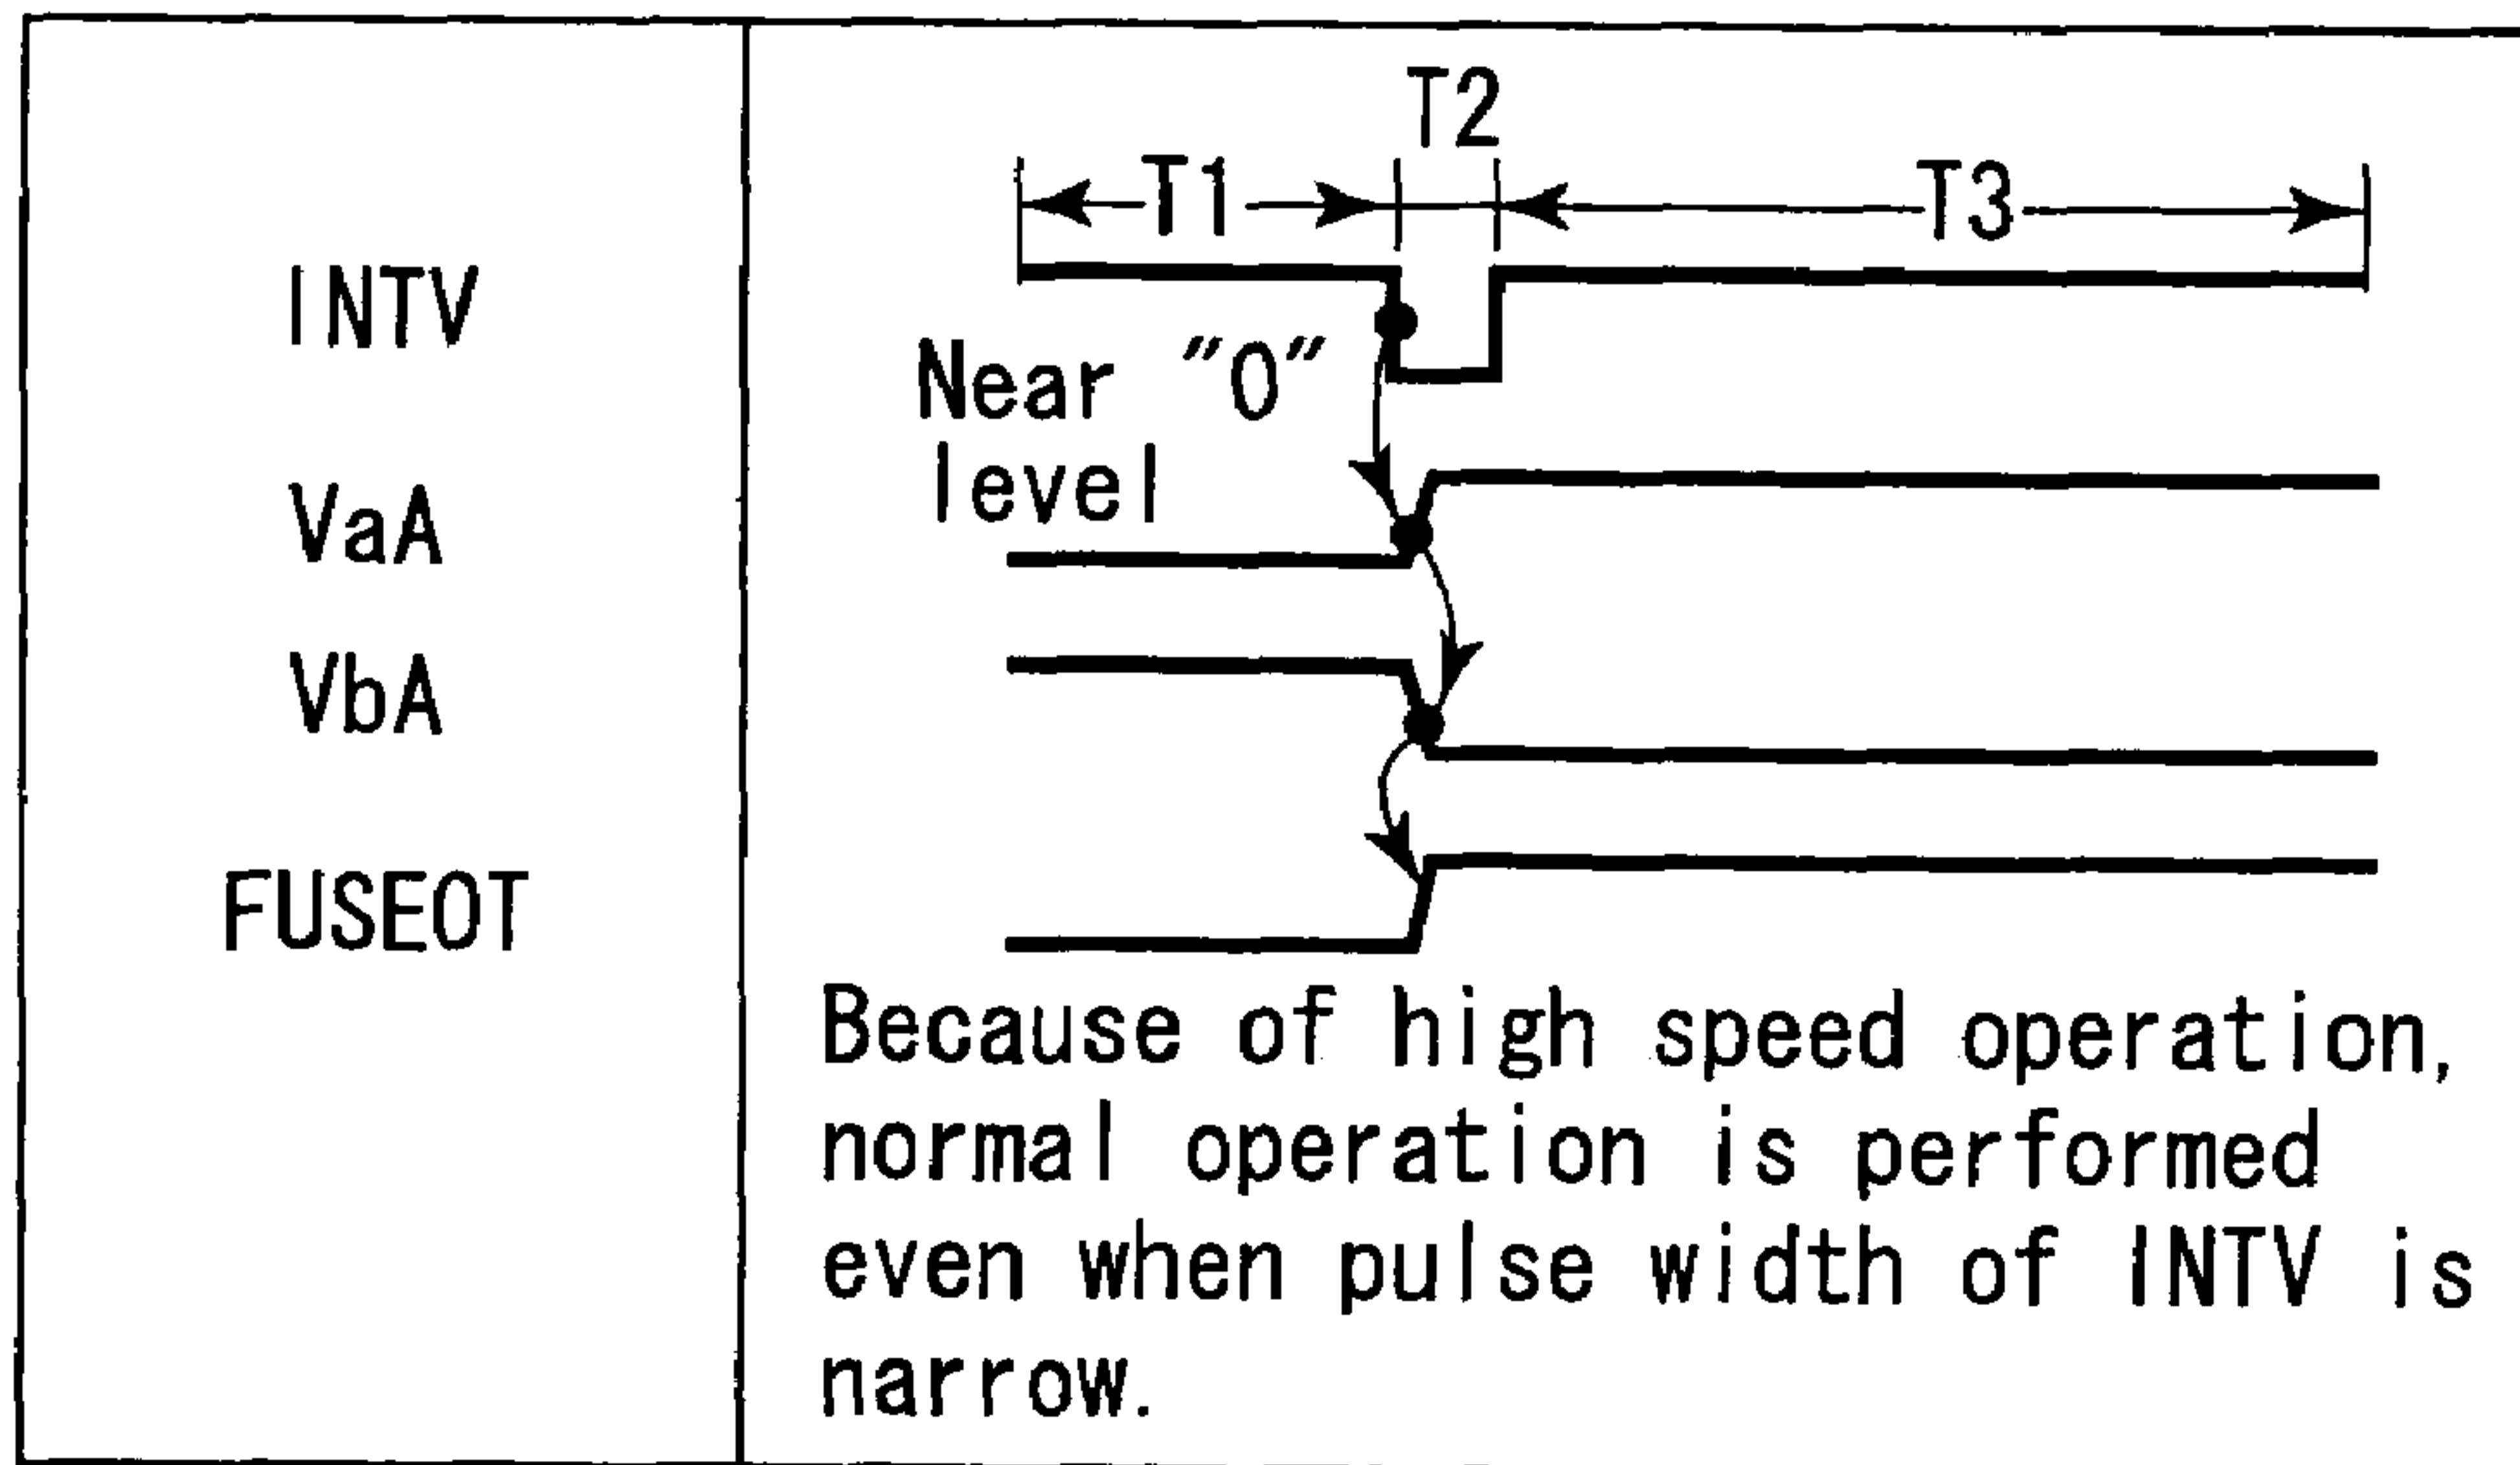 T2
T1
T3
INTV
Near "0"
level
VaA
VbA
FUSEOT
Because of high speed operation,
normal operation is performed
even when pulse width of INTV is
narrow.